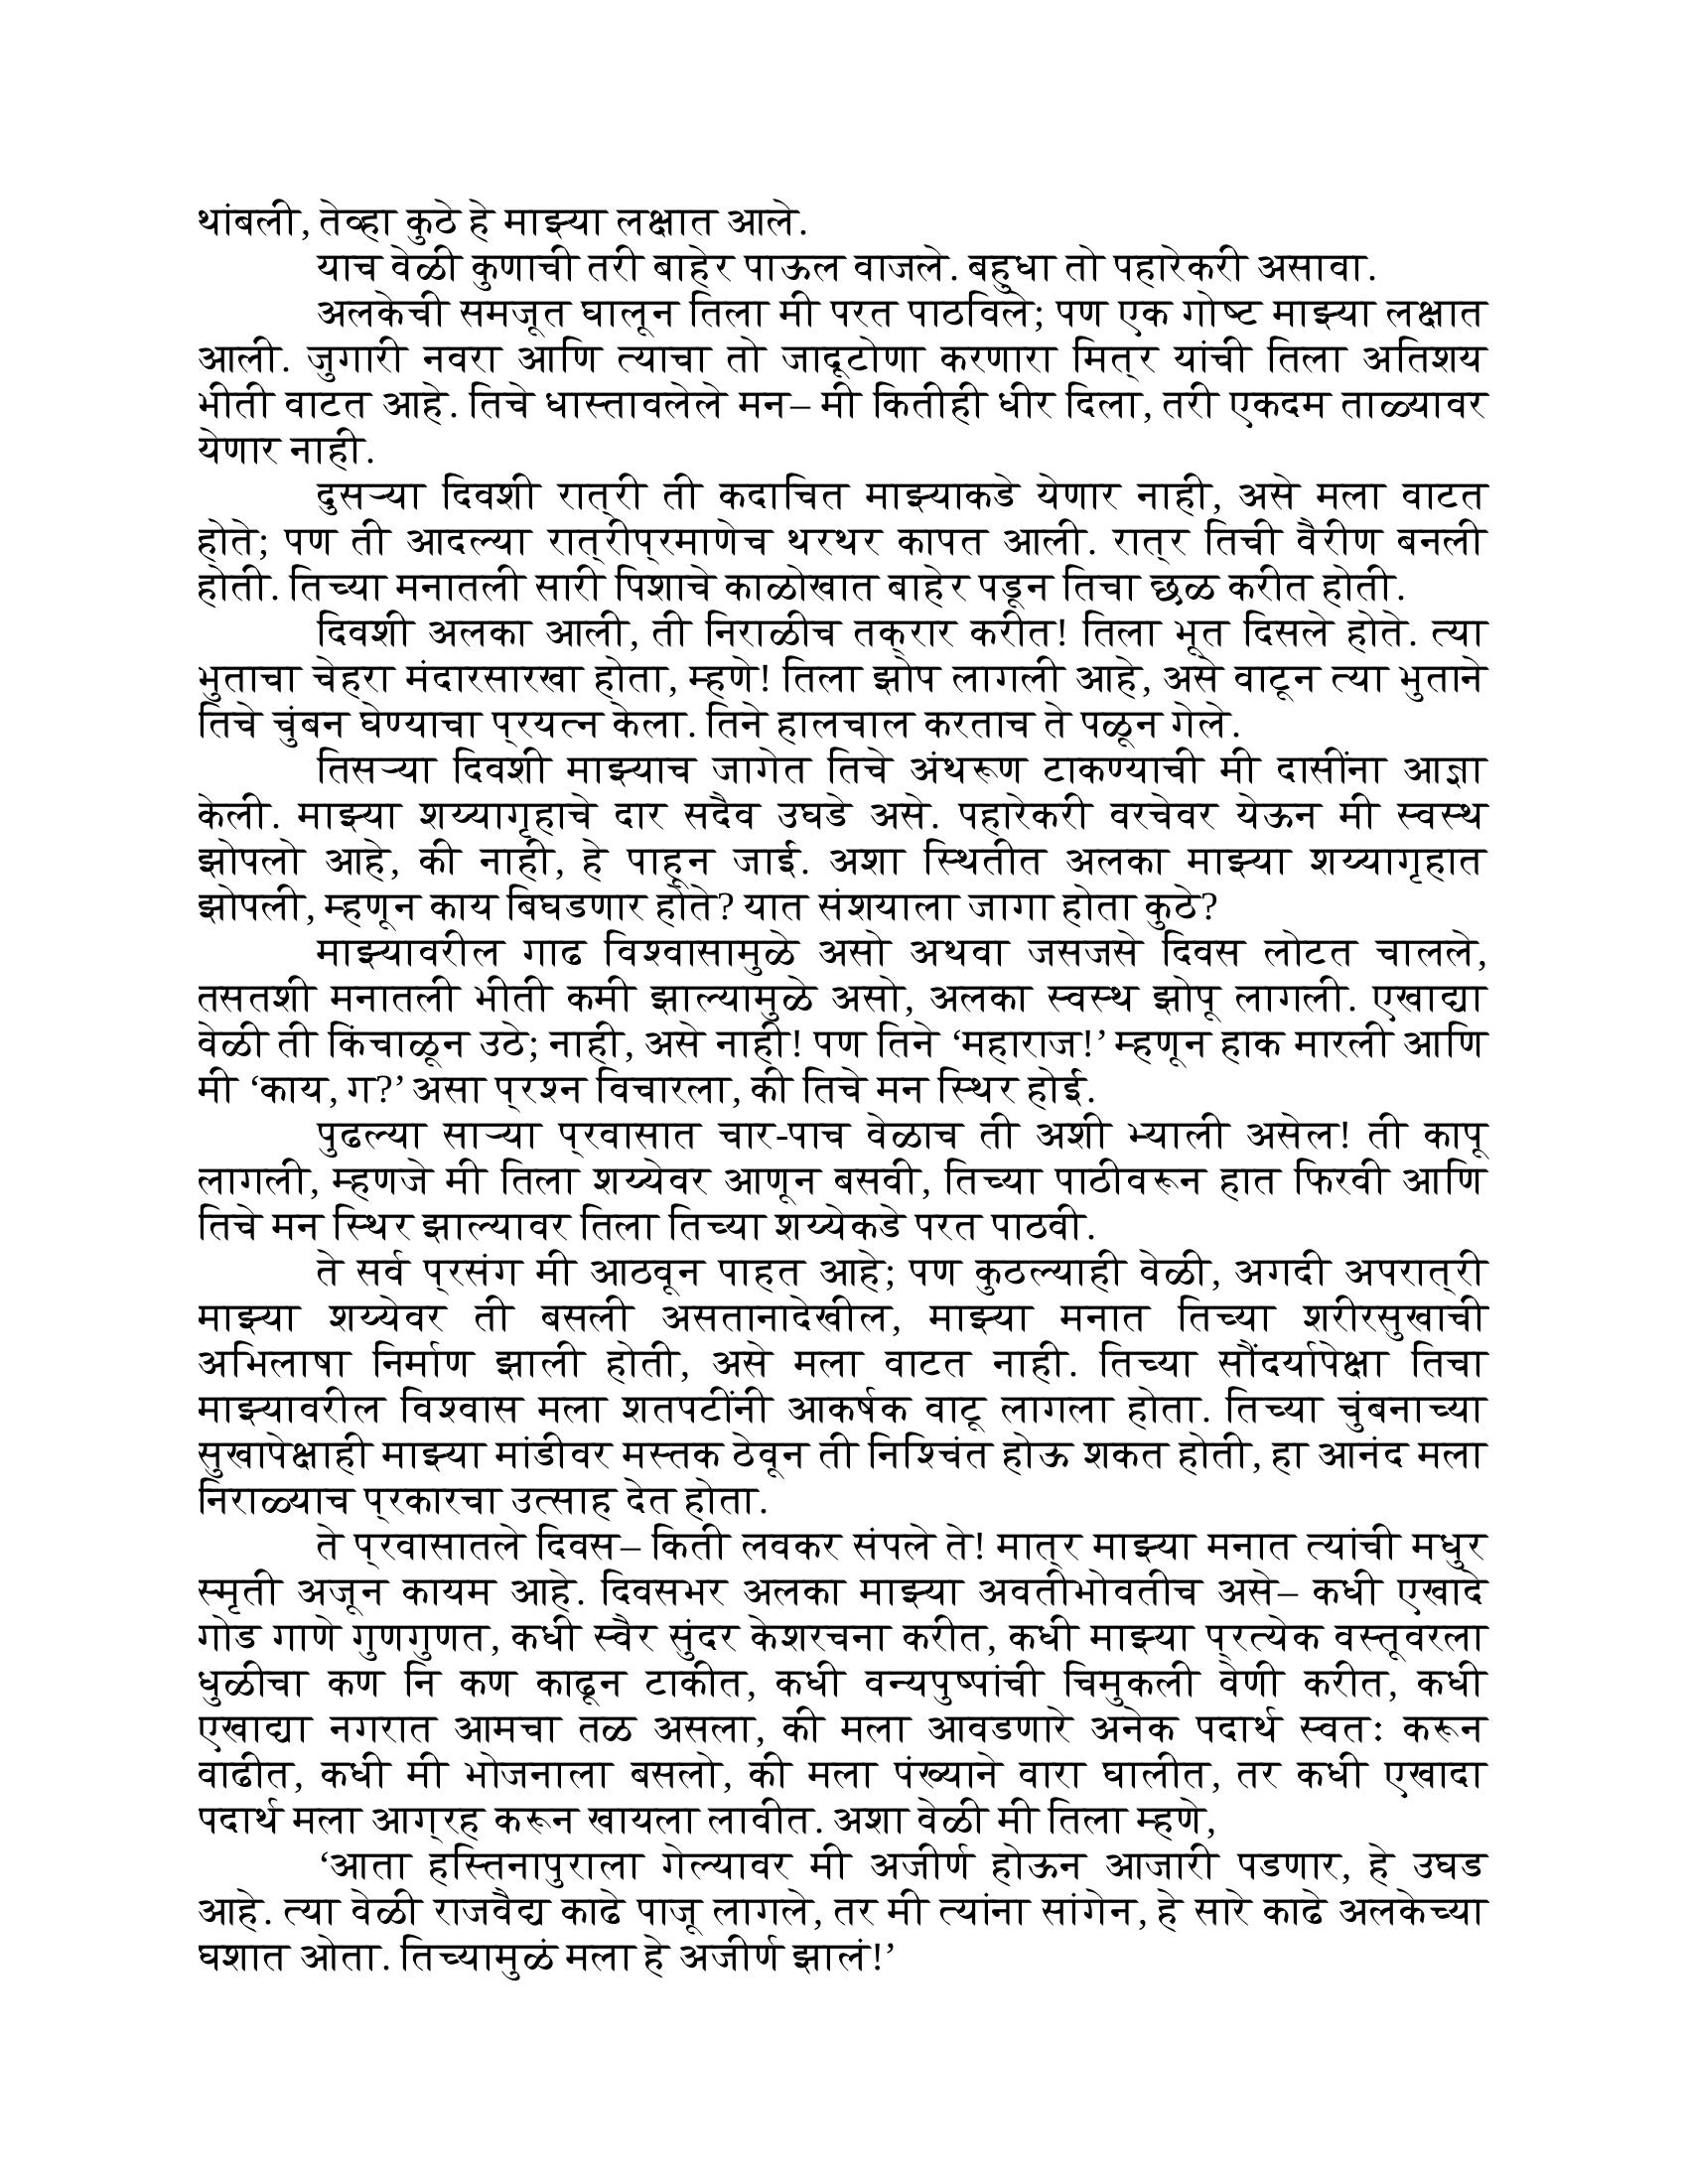 थांबली, तेव्हा कुठे हे माझ्या लक्षात आले.
याच वेळी कुणाची तरी बाहेर पाऊल वाजले. बहुधा तो पहारेकरी असावा.
अलकेची समजूत घालून तिला मी परत पाठविले; पण एक गोष्ट माझ्या लक्षात
आली. जुगारी नवरा आणि त्याचा तो जादूटोणा करणारा मित्र यांची तिला अतिशय
भीती वाटत आहे. तिचे धास्तावलेले मन– मी कितीही धीर दिला, तरी एकदम ताळ्यावर
येणार नाही.
दुसऱ्या दिवशी रात्री ती कदाचित माझ्याकडे येणार नाही, असे मला वाटत
होते; पण ती आदल्या रात्रीप्रमाणेच थरथर कापत आली. रात्र तिची वैरीण बनली
होती. तिच्या मनातली सारी पिशाचे काळोखात बाहेर पडून तिचा छळ करीत होती.
दिवशी अलका आली, ती निराळीच तक्रार करीत! तिला भूत दिसले होते. त्या
भुताचा चेहरा मंदारसारखा होता, म्हणे! तिला झोप लागली आहे, असे वाटून त्या भुताने
तिचे चुंबन घेण्याचा प्रयत्न केला. तिने हालचाल करताच ते पळून गेले.
तिसऱ्या दिवशी माझ्याच जागेत तिचे अंथरूण टाकण्याची मी दासींना आज्ञा
केली. माझ्या शय्यागृहाचे दार सदैव उघडे असे. पहारेकरी वरचेवर येऊन मी स्वस्थ
झोपलो आहे, की नाही, हे पाहून जाई. अशा स्थितीत अलका माझ्या शय्यागृहात
झोपली, म्हणून काय बिघडणार होते? यात संशयाला जागा होता कुठे?
माझ्यावरील गाढ विश्वासामुळे असो अथवा जसजसे दिवस लोटत चालले,
तसतशी मनातली भीती कमी झाल्यामुळे असो, अलका स्वस्थ झोपू लागली. एखाद्या
वेळी ती किंचाळून उठे; नाही, असे नाही! पण तिने ‘महाराज!’ म्हणून हाक मारली आणि
मी ‘काय, ग?’ असा प्रश्न विचारला, की तिचे मन स्थिर होई.
पुढल्या साऱ्या प्रवासात चार-पाच वेळाच ती अशी भ्याली असेल! ती कापू
लागली, म्हणजे मी तिला शय्येवर आणून बसवी, तिच्या पाठीवरून हात फिरवी आणि
तिचे मन स्थिर झाल्यावर तिला तिच्या शय्येकडे परत पाठवी.
ते सर्व प्रसंग मी आठवून पाहत आहे; पण कुठल्याही वेळी, अगदी अपरात्री
माझ्या शय्येवर ती बसली असतानादेखील, माझ्या मनात तिच्या शरीरसुखाची
अभिलाषा निर्माण झाली होती, असे मला वाटत नाही. तिच्या सौंदर्यापेक्षा तिचा
माझ्यावरील विश्वास मला शतपटींनी आकर्षक वाटू लागला होता. तिच्या चुंबनाच्या
सुखापेक्षाही माझ्या मांडीवर मस्तक ठेवून ती निश्चिंत होऊ शकत होती, हा आनंद मला
निराळ्याच प्रकारचा उत्साह देत होता.
ते प्रवासातले दिवस– किती लवकर संपले ते! मात्र माझ्या मनात त्यांची मधुर
स्मृती अजून कायम आहे. दिवसभर अलका माझ्या अवतीभोवतीच असे– कधी एखादे
गोड गाणे गुणगुणत, कधी स्वैर सुंदर केशरचना करीत, कधी माझ्या प्रत्येक वस्तूवरला
धुळीचा कण नि कण काढून टाकीत, कधी वन्यपुष्पांची चिमुकली वेणी करीत, कधी
एखाद्या नगरात आमचा तळ असला, की मला आवडणारे अनेक पदार्थ स्वतः करून
वाढीत, कधी मी भोजनाला बसलो, की मला पंख्याने वारा घालीत, तर कधी एखादा
पदार्थ मला आग्रह करून खायला लावीत. अशा वेळी मी तिला म्हणे,
‘आता हस्तिनापुराला गेल्यावर मी अजीर्ण होऊन आजारी पडणार, हे उघड
आहे. त्या वेळी राजवैद्य काढे पाजू लागले, तर मी त्यांना सांगेन, हे सारे काढे अलकेच्या
घशात ओता. तिच्यामुळं मला हे अजीर्ण झालं!’